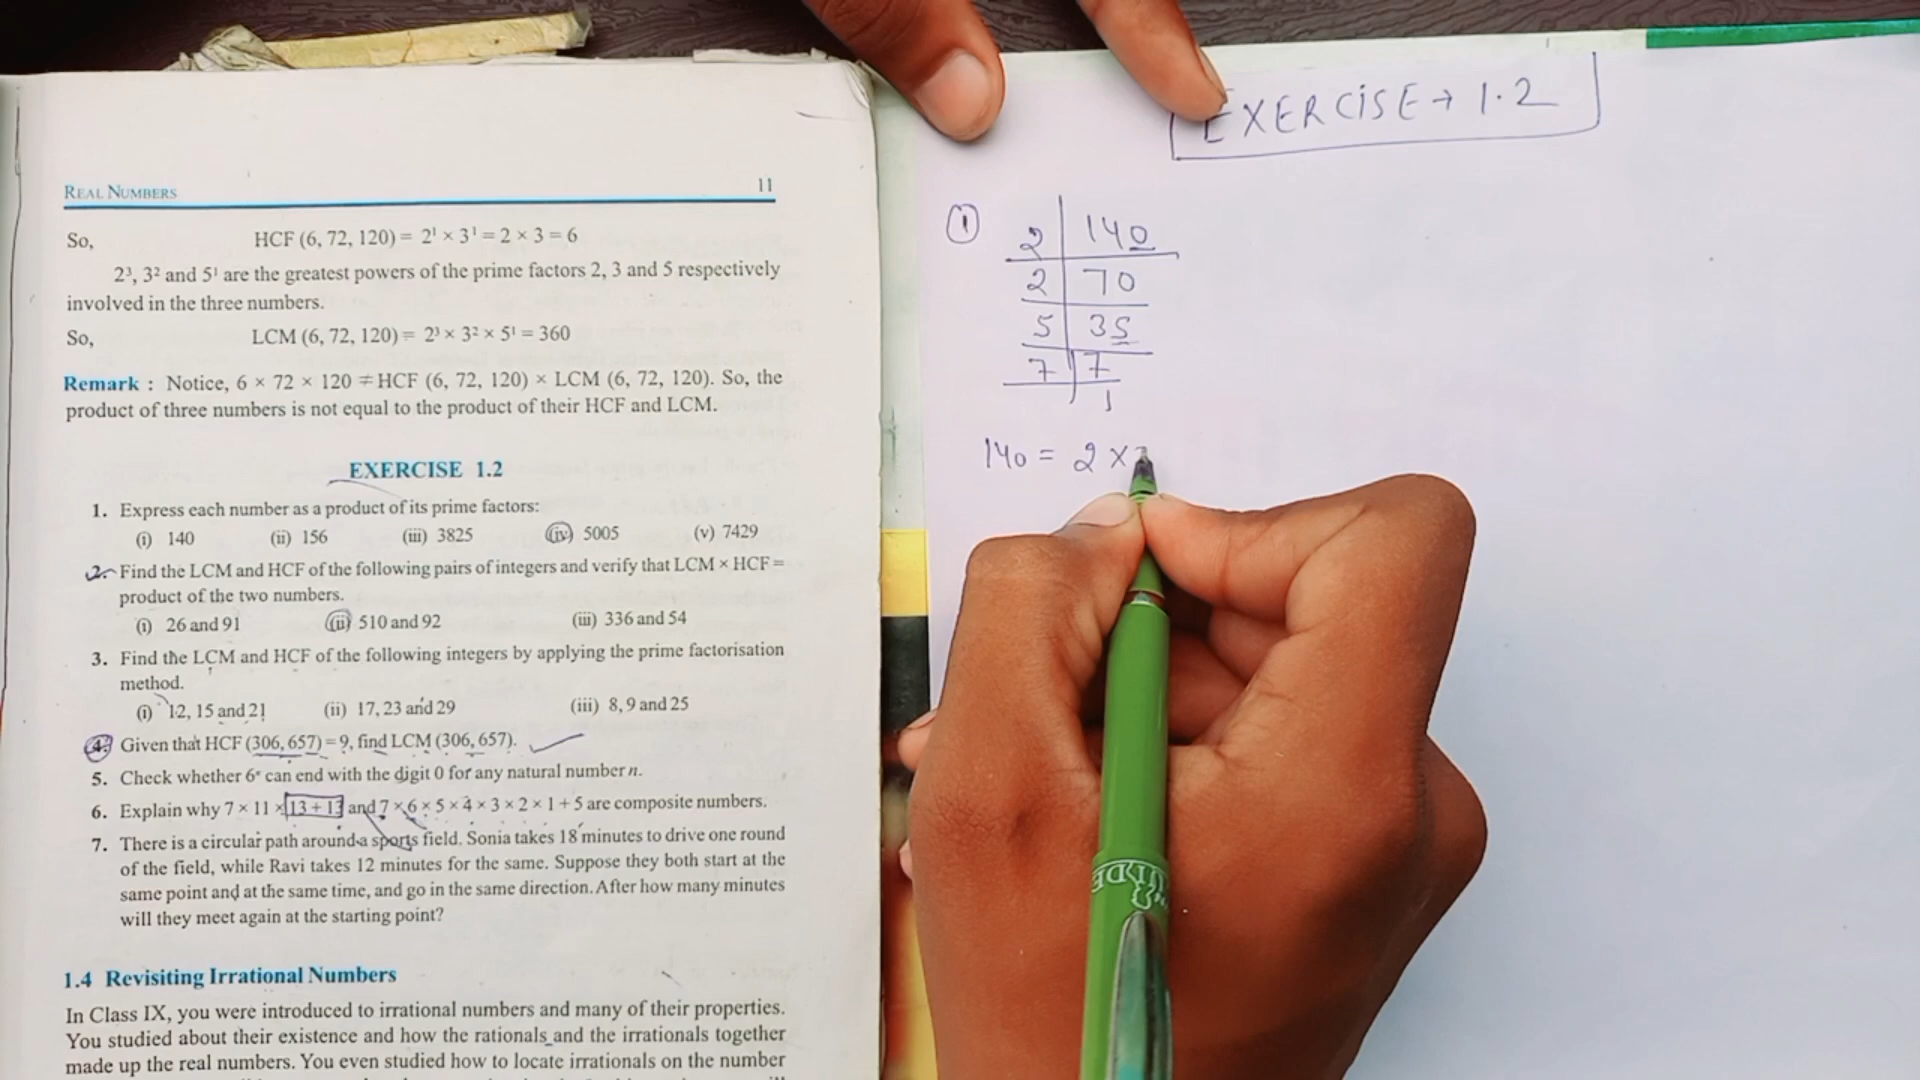 REAL NUMBERS 11
So, HCF (6, 72, 120) = 2¹ × 3¹ = 2 × 3 = 6
2³, 3² and 5¹ are the greatest powers of the prime factors 2, 3 and 5 respectively
involved in the three numbers.
So, LCM (6, 72, 120) = 2³ × 3² × 5¹ = 360
Remark : Notice, 6 × 72 × 120 ≠ HCF (6, 72, 120) × LCM (6, 72, 120). So, the
product of three numbers is not equal to the product of their HCF and LCM.
EXERCISE 1.2
1. Express each number as a product of its prime factors:
(i) 140 (ii) 156 (iii) 3825 (iv) 5005 (v) 7429
2. Find the LCM and HCF of the following pairs of integers and verify that LCM × HCF =
product of the two numbers.
(i) 26 and 91 (ii) 510 and 92 (iii) 336 and 54
3. Find the LCM and HCF of the following integers by applying the prime factorisation
method.
(i) 12, 15 and 21 (ii) 17, 23 and 29 (iii) 8, 9 and 25
4. Given that HCF (306, 657) = 9, find LCM (306, 657).
5. Check whether 6ⁿ can end with the digit 0 for any natural number n.
6. Explain why 7 × 11 × 13 + 13 and 7 × 6 × 5 × 4 × 3 × 2 × 1 + 5 are composite numbers.
7. There is a circular path around a sports field. Sonia takes 18 minutes to drive one round
of the field, while Ravi takes 12 minutes for the same. Suppose they both start at the
same point and at the same time, and go in the same direction. After how many minutes
will they meet again at the starting point?
1.4 Revisiting Irrational Numbers
In Class IX, you were introduced to irrational numbers and many of their properties.
You studied about their existence and how the rationals and the irrationals together
made up the real numbers. You even studied how to locate irrationals on the number
EXERCISE → 1.2
1
2 140
2 70
5 35
7 7
1
140 = 2 ×